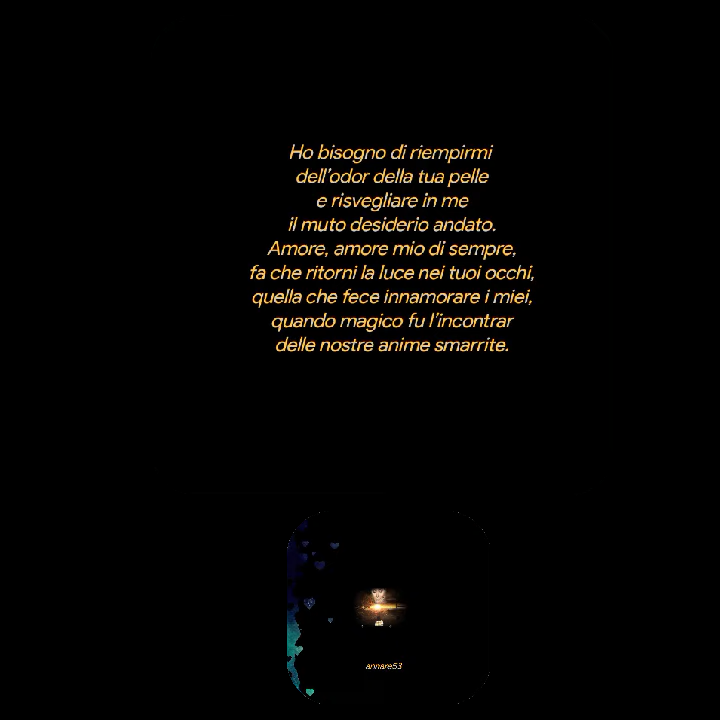 Ho bisogno di riempirmi
dell'odor della tua pelle
e risvegliare in me
il muto desiderio andato.
Amore, amore mio di sempre,
fa che ritorni la luce nei tuoi occhi,
quella che fece innamorare i miei,
quando magico fu l'incontrar
delle nostre anime smarrite.
annare53